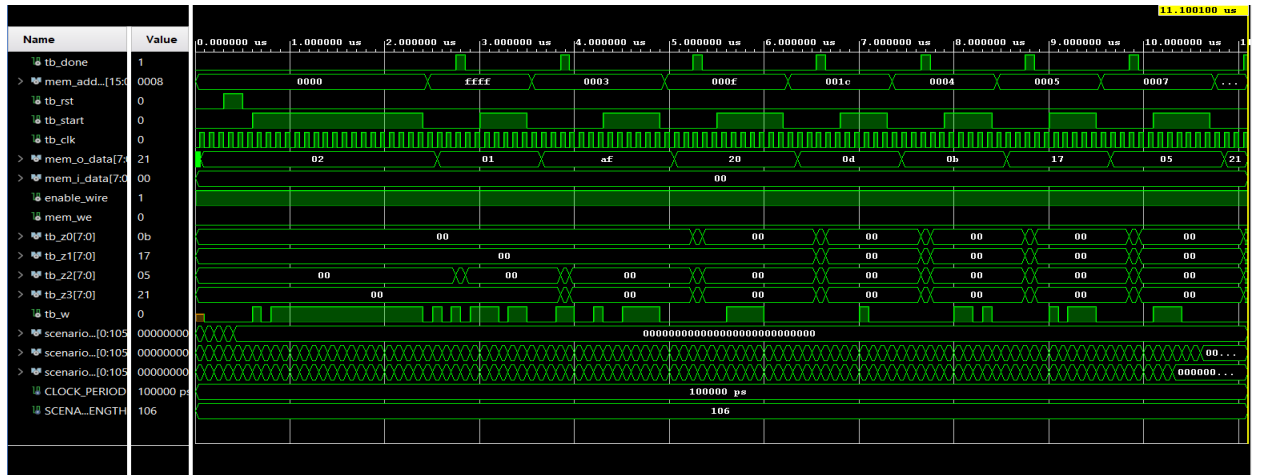 11.100100 us
Name Value 0.000000 us 1.000000 us 2.000000 us 3.000000 us 4.000000 us 5.000000 us 6.000000 us 7.000000 us 8.000000 us 9.000000 us 10.000000 us 1
tb_done 1
mem_add...[15:0 0008 0000 ffff 0003 000f 001c 0004 0005 0007 ...
tb_rst 0
tb_start 0
tb_clk 0
mem_o_data[7: 21 02 01 af 20 0d 0b 17 05 21
mem_i_data[7:0 00 00
enable_wire 1
mem_we 0
tb_z0[7:0] 0b 00 00 00 00 00 00
tb_z1[7:0] 17 00 00 00 00 00 00
tb_z2[7:0] 05 00 00 00 00 00 00 00 00
tb_z3[7:0] 21 00 00 00 00 00 00 00
tb_w 0
scenario...[0:105 00000000 000000000000000000000000000
scenario...[0:105 00000000 00...
scenario...[0:105 00000000 000000...
CLOCK_PERIOD 100000 ps 100000 ps
SCENA...ENGTH 106 106